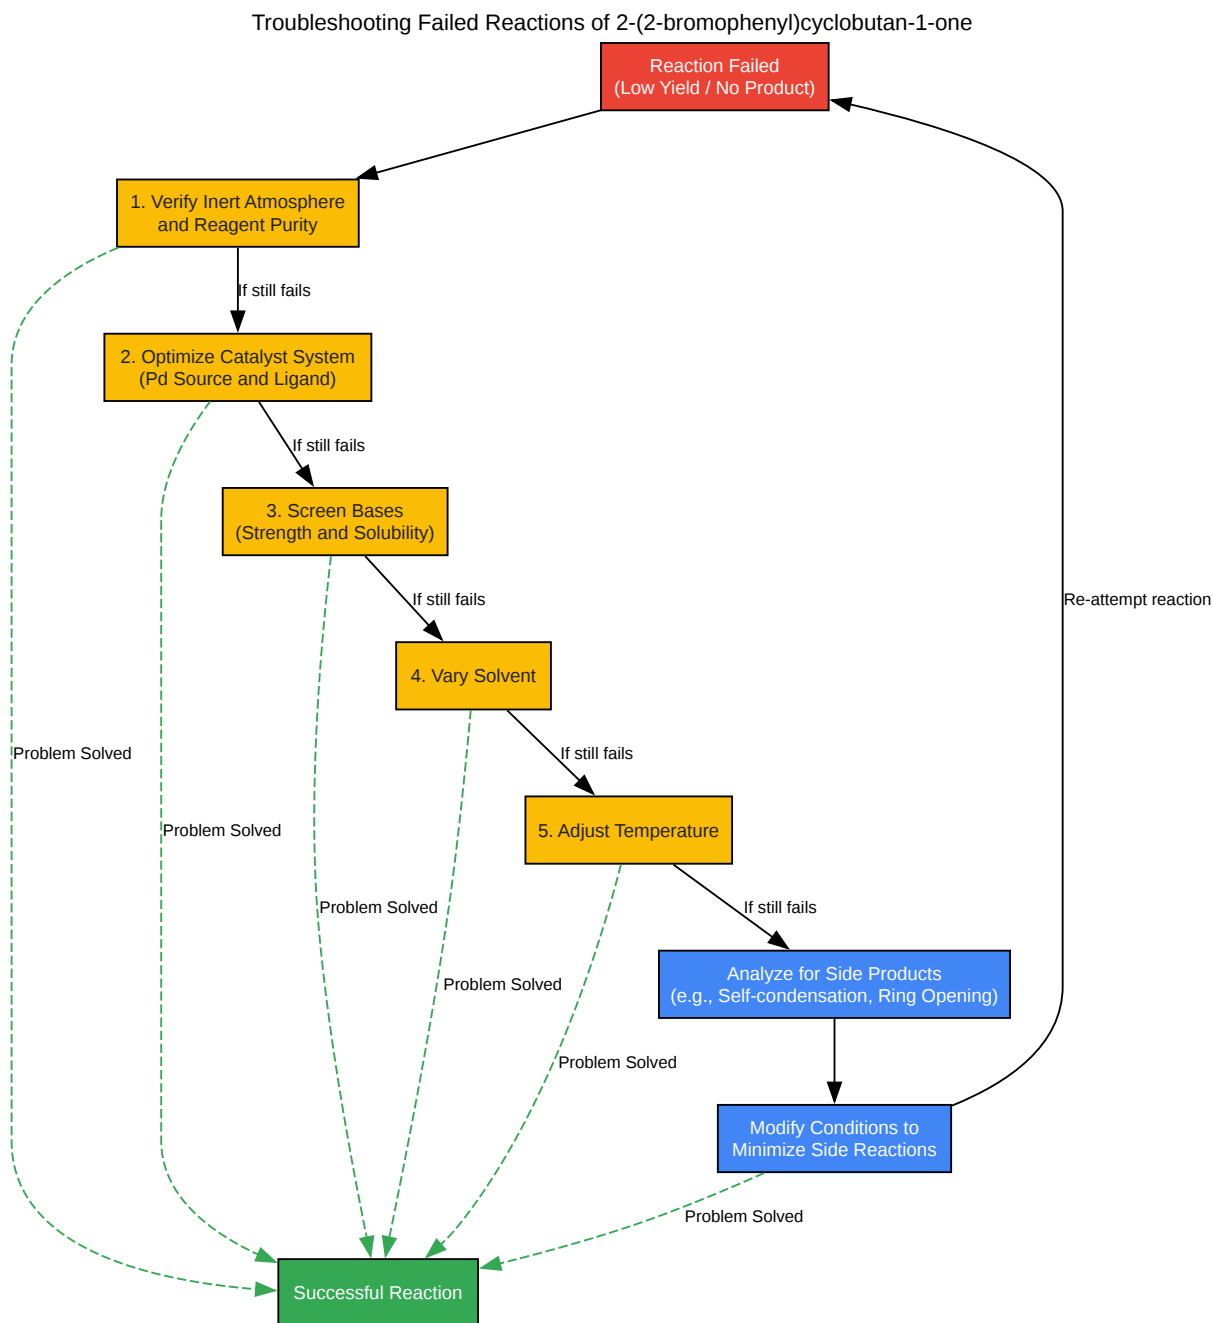 Troubleshooting Failed Reactions of 2-(2-bromophenyl)cyclobutan-1-one
Reaction Failed
(Low Yield / No Product)
1. Verify Inert Atmosphere
and Reagent Purity
If still fails
2. Optimize Catalyst System
(Pd Source and Ligand)
If still fails
3. Screen Bases
(Strength and Solubility)
If still fails
Re-attempt reaction
4. Vary Solvent
Problem Solved
If still fails
Problem Solved
5. Adjust Temperature
Problem Solved
If still fails
Analyze for Side Products
(e.g., Self-condensation, Ring Opening)
Problem Solved
Problem Solved
Modify Conditions to
Minimize Side Reactions
Problem Solved
Successful Reaction